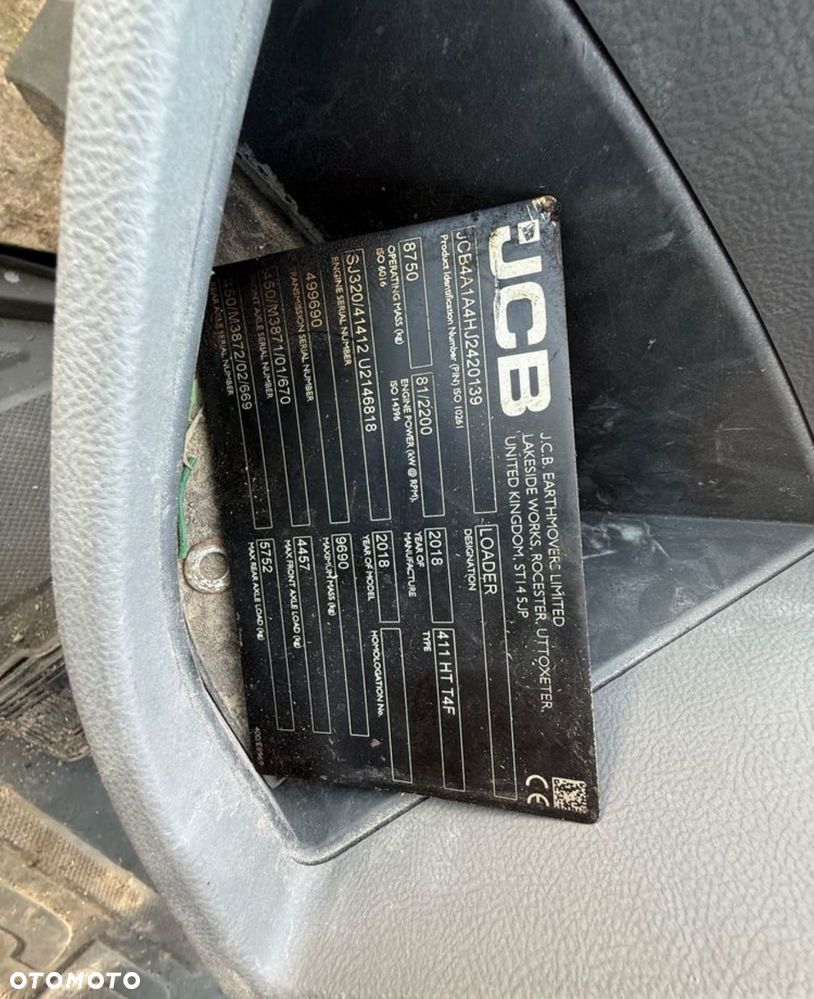 JCB
J.C.B. EARTHMOVERS LIMITED
LAKESIDE WORKS, ROCESTER, UTTOXETER,
UNITED KINGDOM, ST14 5JP
JCB4A1A4HJ2420139
Product Identification Number (PIN) ISO 10261
LOADER
DESIGNATION
8750
OPERATING MASS (kg)
ISO 6016
81/2200
ENGINE POWER (kW @ RPM).
ISO 14396
2018
YEAR OF
MANUFACTURE
411 HT T4F
TYPE
SJ320/41412 U2146818
ENGINE SERIAL NUMBER
2018
YEAR OF MODEL
HOMOLOGATION No.
499690
TRANSMISSION SERIAL NUMBER
9690
MAXIMUM MASS (kg)
450/M3871/01/670
FRONT AXLE SERIAL NUMBER
4457
MAX FRONT AXLE LOAD (kg)
450/M3872/02/669
REAR AXLE SERIAL NUMBER
5752
MAX REAR AXLE LOAD (kg)
CE
OTOMOTO